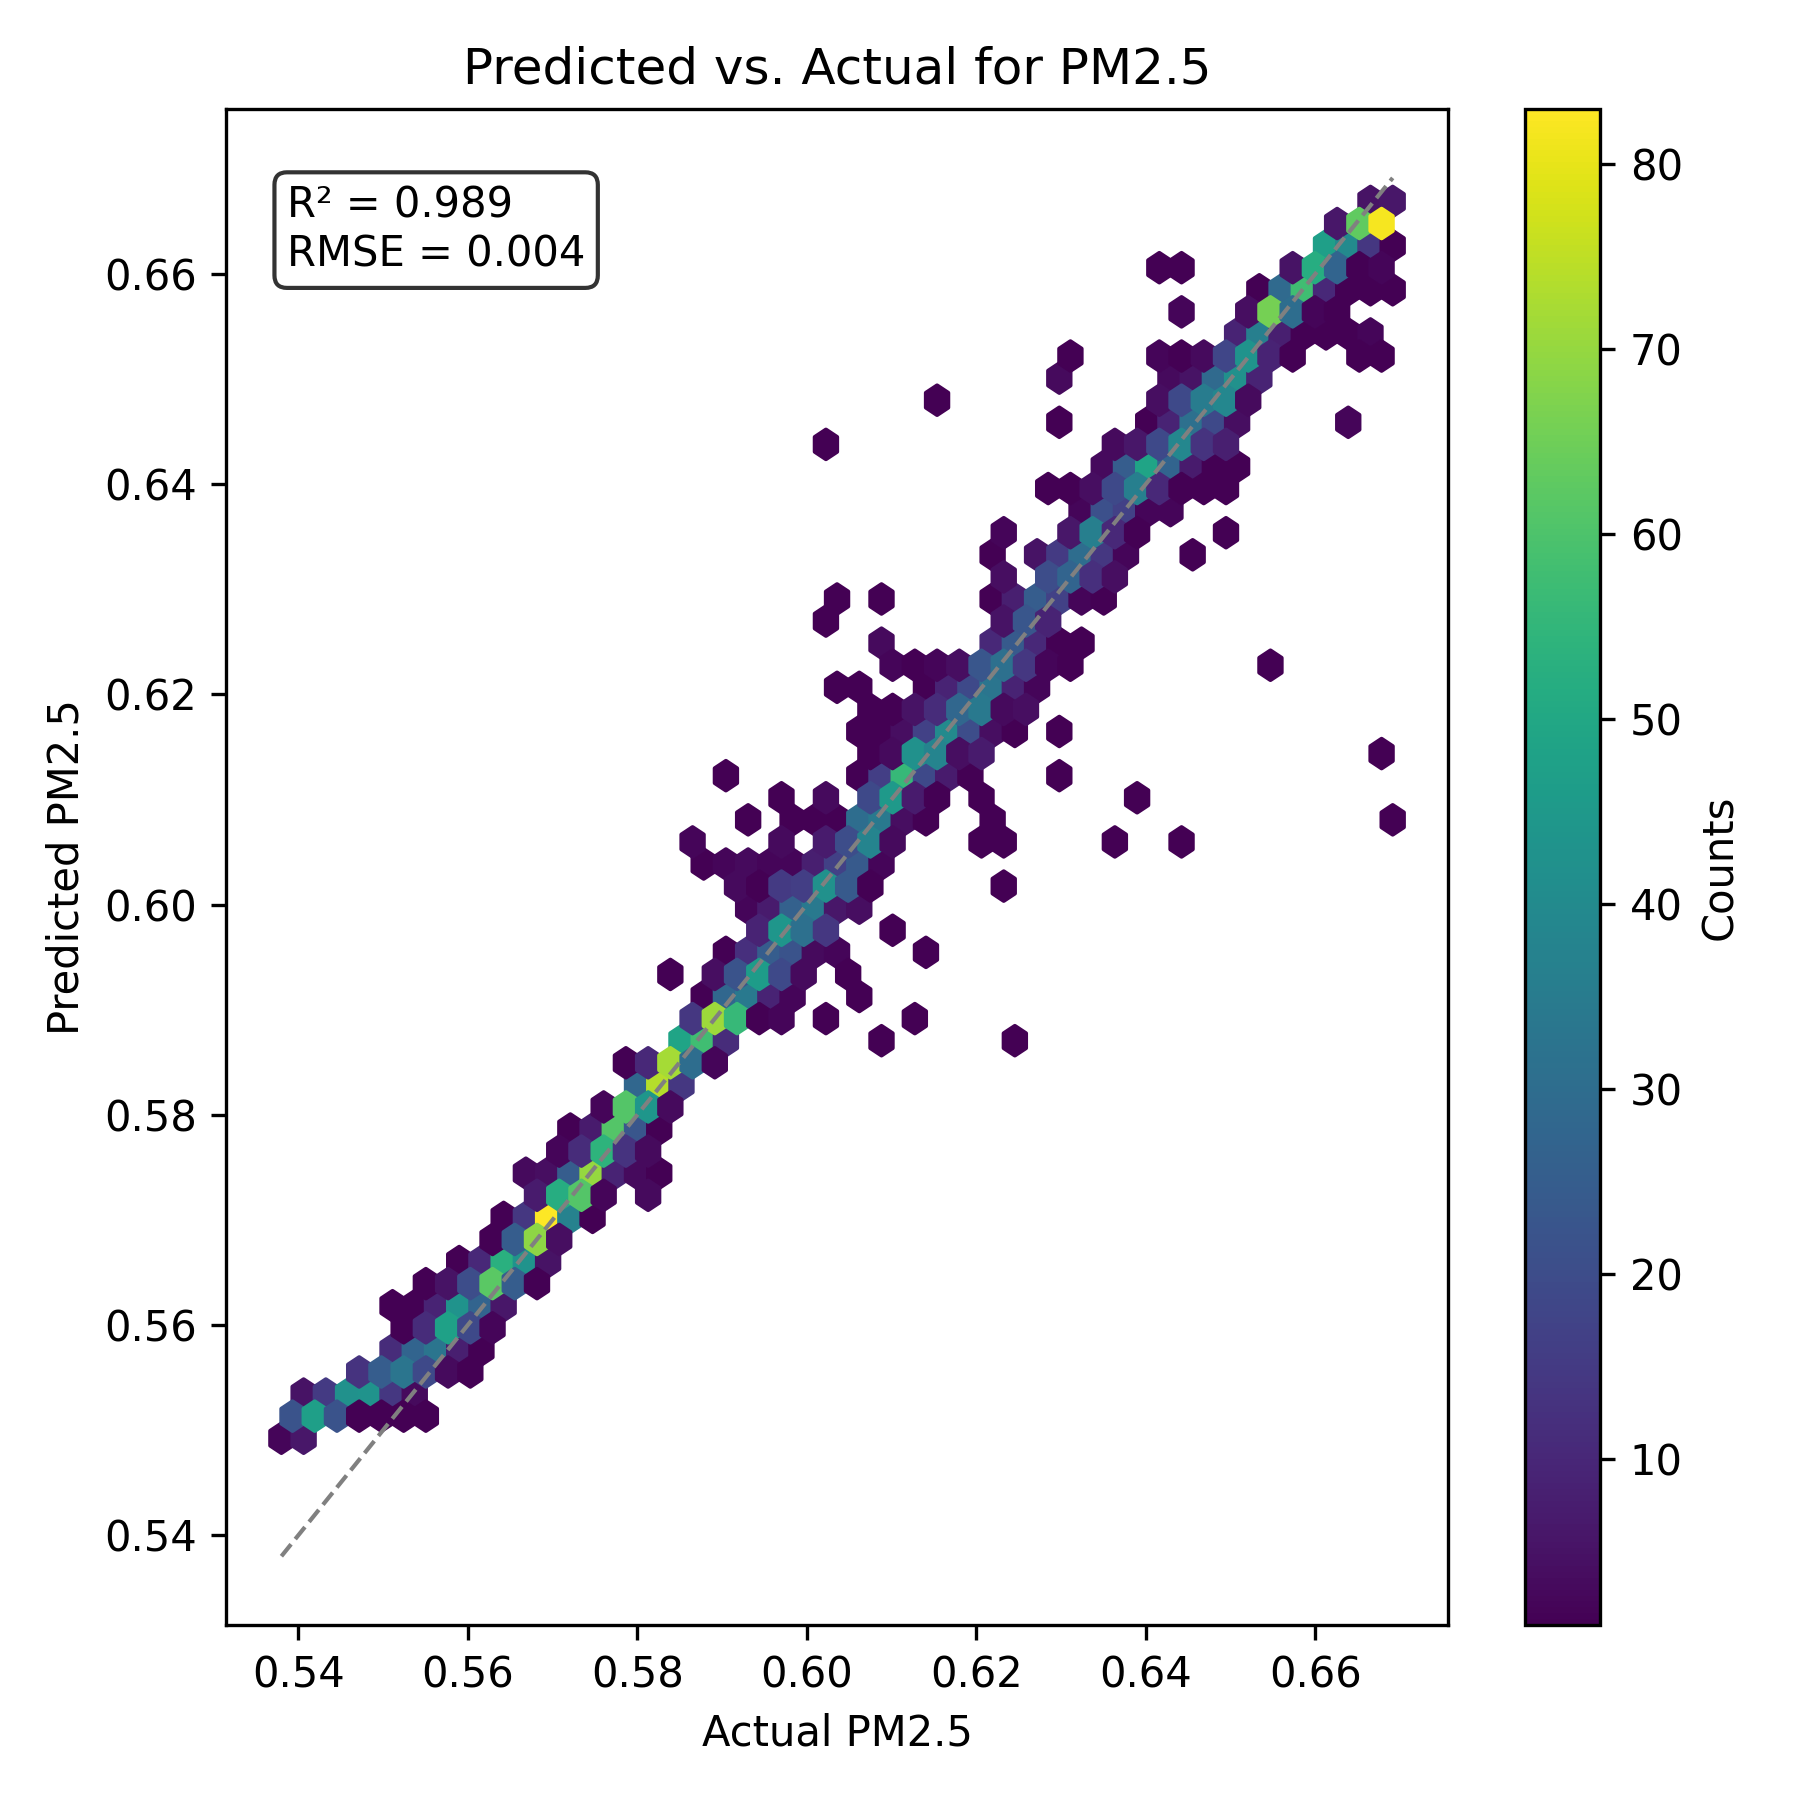 Predicted vs. Actual for PM2.5
R² = 0.989
RMSE = 0.004
Predicted PM2.5
0.66
0.64
0.62
0.60
0.58
0.56
0.54
0.54 0.56 0.58 0.60 0.62 0.64 0.66
Actual PM2.5
80
70
60
50
40
30
20
10
Counts